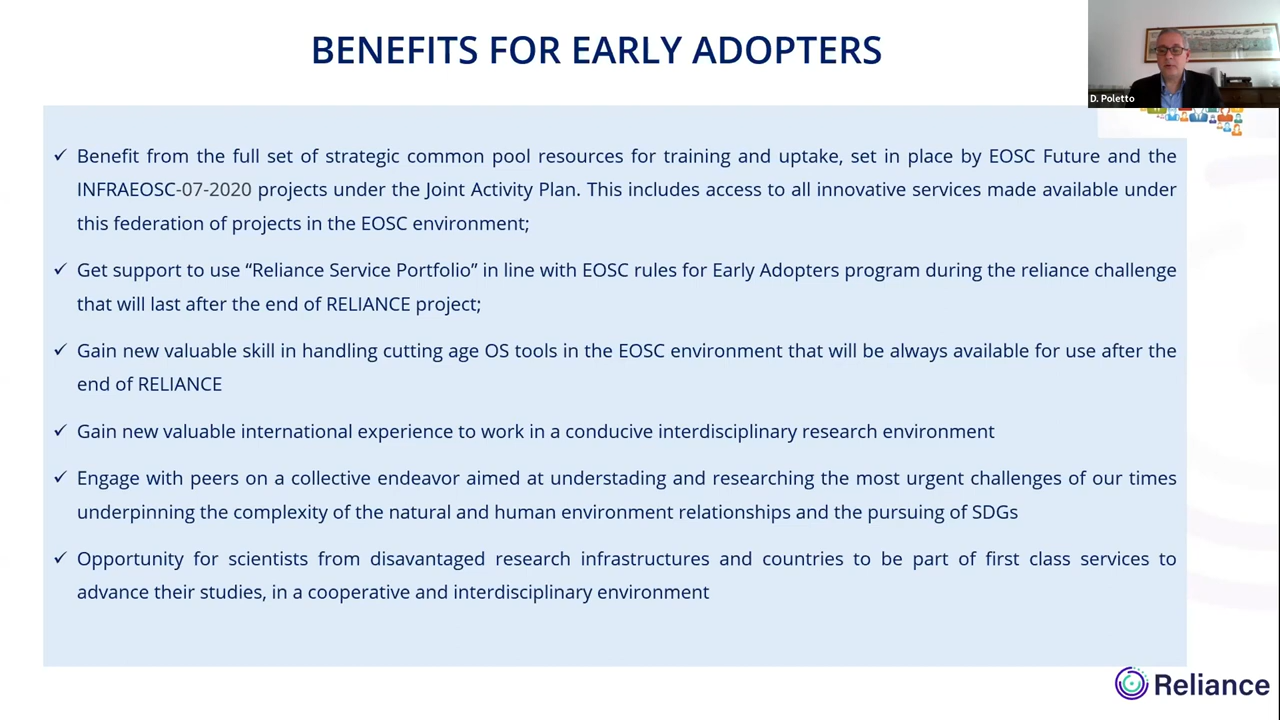 BENEFITS FOR EARLY ADOPTERS
D. Poletto
✓ Benefit from the full set of strategic common pool resources for training and uptake, set in place by EOSC Future and the
INFRAEOSC-07-2020 projects under the Joint Activity Plan. This includes access to all innovative services made available under
this federation of projects in the EOSC environment;
✓ Get support to use “Reliance Service Portfolio” in line with EOSC rules for Early Adopters program during the reliance challenge
that will last after the end of RELIANCE project;
✓ Gain new valuable skill in handling cutting age OS tools in the EOSC environment that will be always available for use after the
end of RELIANCE
✓ Gain new valuable international experience to work in a conducive interdisciplinary research environment
✓ Engage with peers on a collective endeavor aimed at understading and researching the most urgent challenges of our times
underpinning the complexity of the natural and human environment relationships and the pursuing of SDGs
✓ Opportunity for scientists from disavantaged research infrastructures and countries to be part of first class services to
advance their studies, in a cooperative and interdisciplinary environment
Reliance